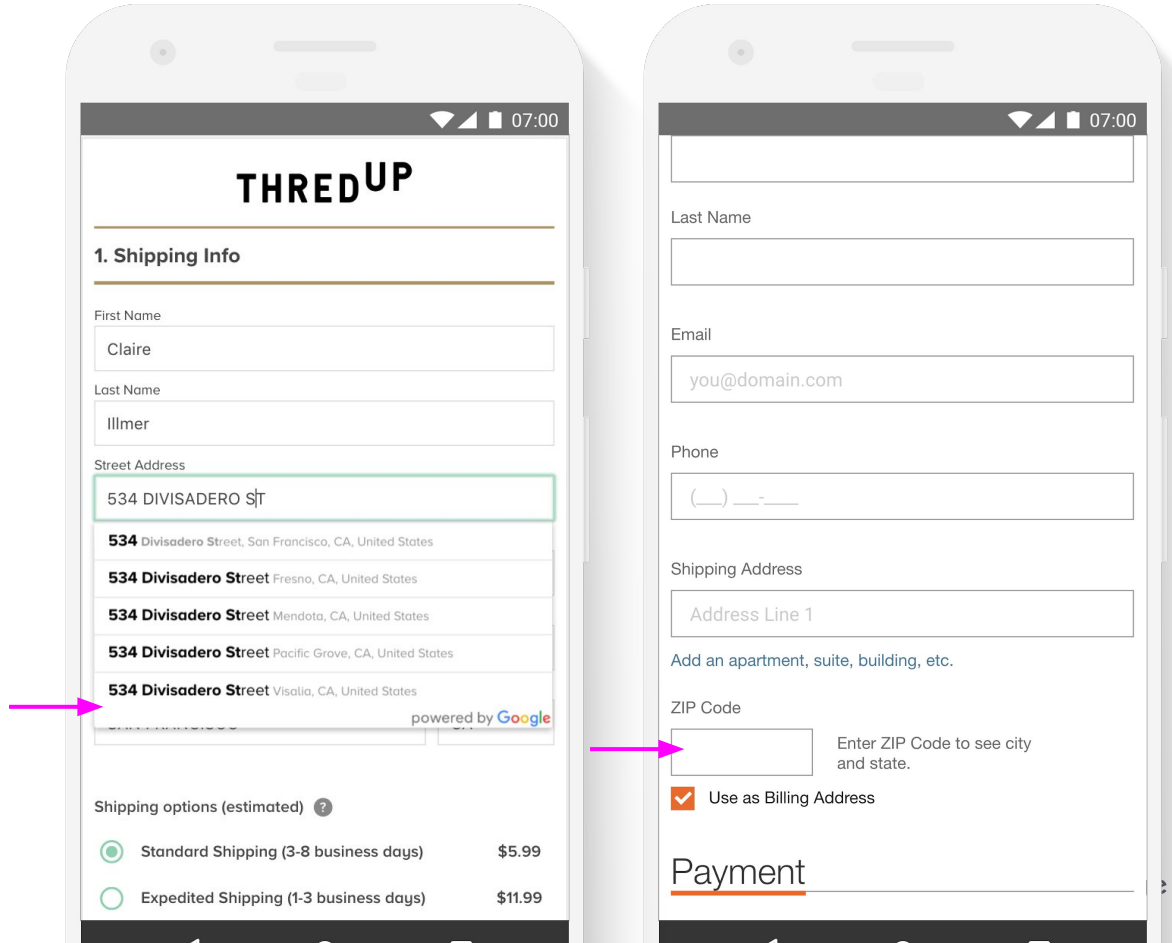 07:00
THREDUP
1. Shipping Info
First Name
Claire
Last Name
Illmer
Street Address
534 DIVISADERO ST
534 Divisadero Street, San Francisco, CA, United States
534 Divisadero Street Fresno, CA, United States
534 Divisadero Street Mendota, CA, United States
534 Divisadero Street Pacific Grove, CA, United States
534 Divisadero Street Visalia, CA, United States
powered by Google
Shipping options (estimated) ?
Standard Shipping (3-8 business days) $5.99
Expedited Shipping (1-3 business days) $11.99
07:00
Last Name
Email
you@domain.com
Phone
(___) ___-____
Shipping Address
Address Line 1
Add an apartment, suite, building, etc.
ZIP Code
Enter ZIP Code to see city
and state.
Use as Billing Address
Payment